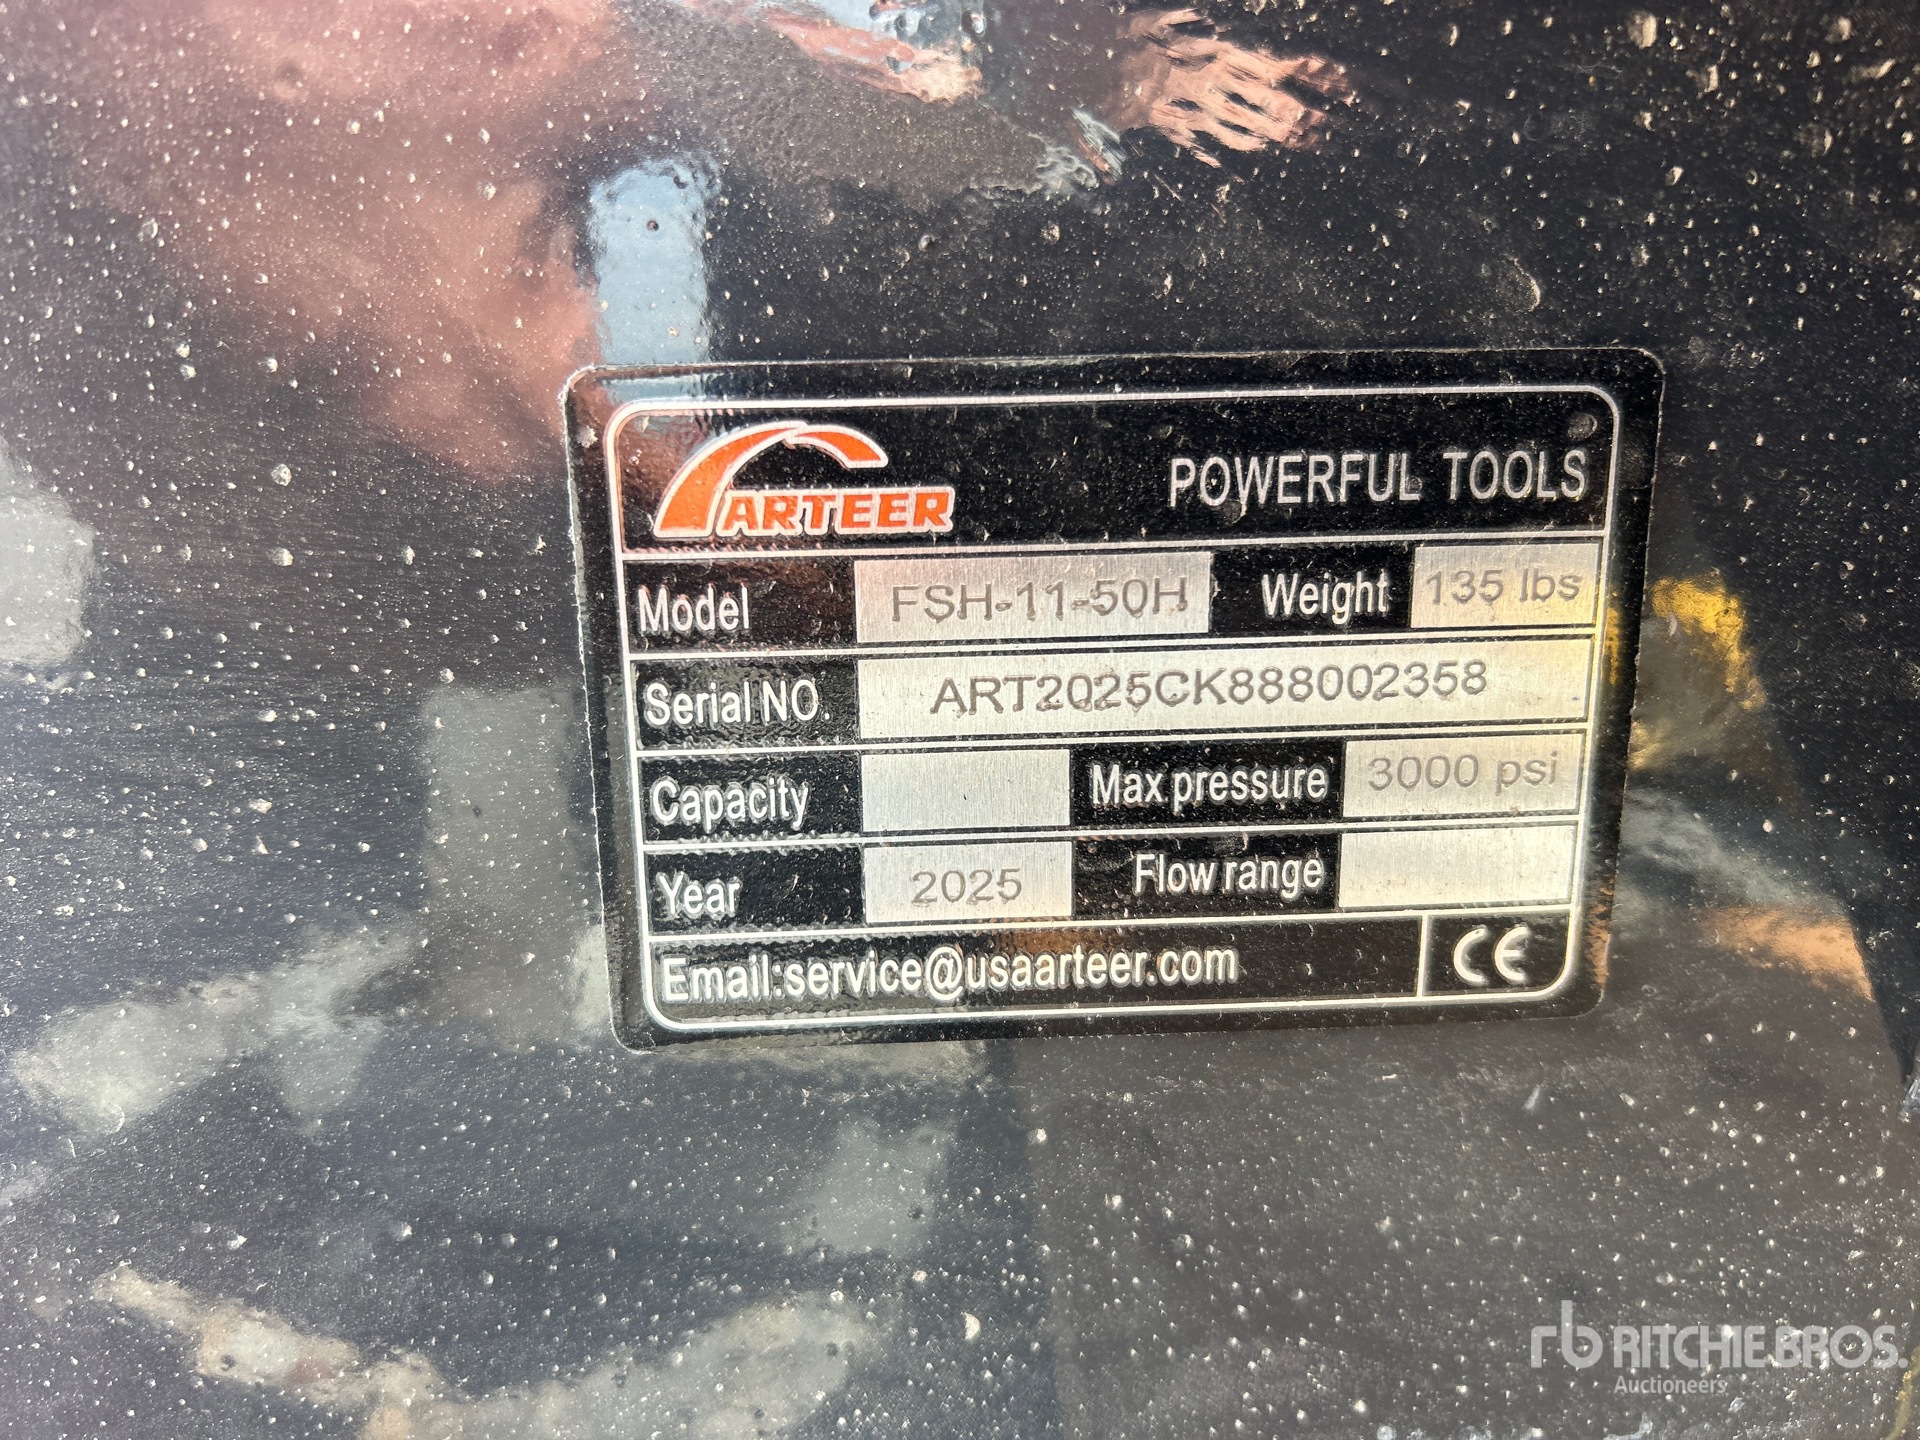 ARTEER POWERFUL TOOLS
Model FSH-11-50H Weight 135 lbs
Serial NO. ART2025CK888002358
Capacity Max pressure 3000 psi
Year 2025 Flow range
Email:service@usaarteer.com CE
rb RITCHIE BROS.
Auctioneers